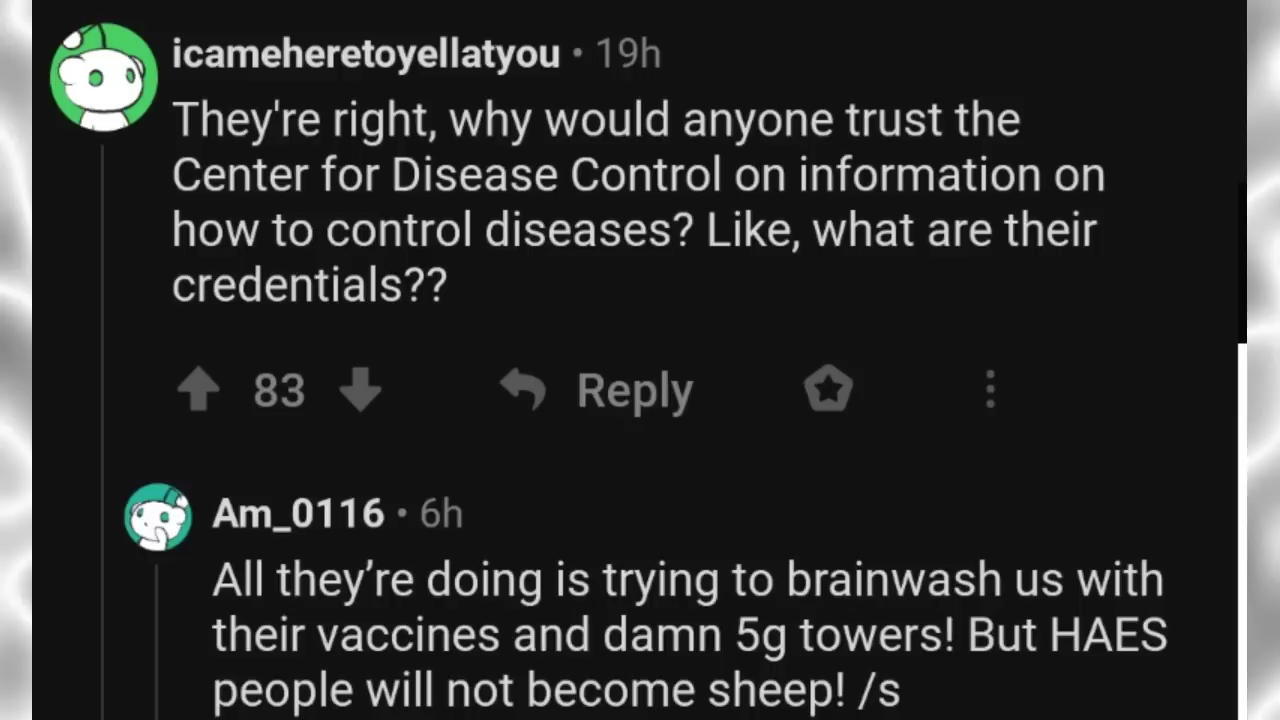 icameheretoyellatyou • 19h
They're right, why would anyone trust the
Center for Disease Control on information on
how to control diseases? Like, what are their
credentials??
83 Reply
Am_0116 • 6h
All they’re doing is trying to brainwash us with
their vaccines and damn 5g towers! But HAES
people will not become sheep! /s